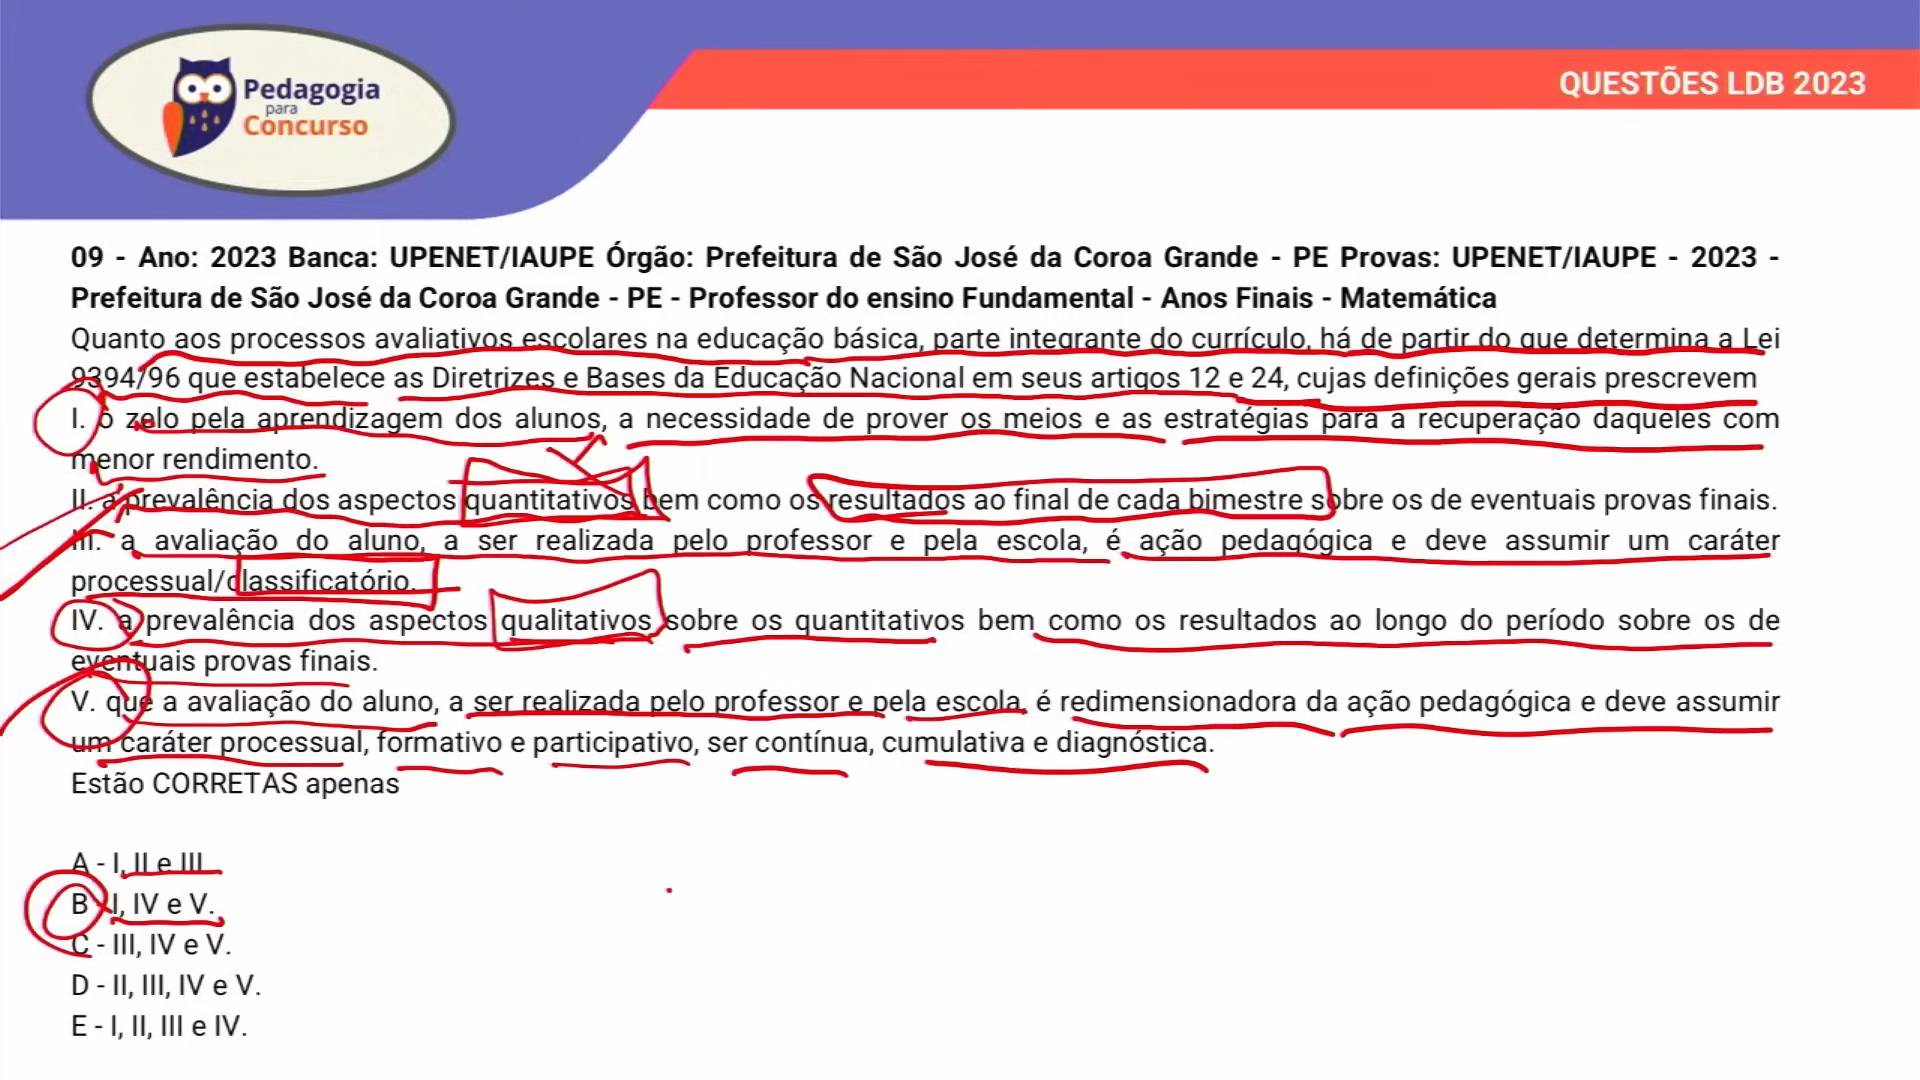 Pedagogia
para
Concurso
QUESTÕES LDB 2023
09 - Ano: 2023 Banca: UPENET/IAUPE Órgão: Prefeitura de São José da Coroa Grande - PE Provas: UPENET/IAUPE - 2023 -
Prefeitura de São José da Coroa Grande - PE - Professor do ensino Fundamental - Anos Finais - Matemática
Quanto aos processos avaliativos escolares na educação básica, parte integrante do currículo, há de partir do que determina a Lei
9394/96 que estabelece as Diretrizes e Bases da Educação Nacional em seus artigos 12 e 24, cujas definições gerais prescrevem
I. o zelo pela aprendizagem dos alunos, a necessidade de prover os meios e as estratégias para a recuperação daqueles com
menor rendimento.
II. a prevalência dos aspectos quantitativos bem como os resultados ao final de cada bimestre sobre os de eventuais provas finais.
III. a avaliação do aluno, a ser realizada pelo professor e pela escola, é ação pedagógica e deve assumir um caráter
processual/classificatório.
IV. a prevalência dos aspectos qualitativos sobre os quantitativos bem como os resultados ao longo do período sobre os de
eventuais provas finais.
V. que a avaliação do aluno, a ser realizada pelo professor e pela escola, é redimensionadora da ação pedagógica e deve assumir
um caráter processual, formativo e participativo, ser contínua, cumulativa e diagnóstica.
Estão CORRETAS apenas
A - I, II e III.
B - I, IV e V.
C - III, IV e V.
D - II, III, IV e V.
E - I, II, III e IV.